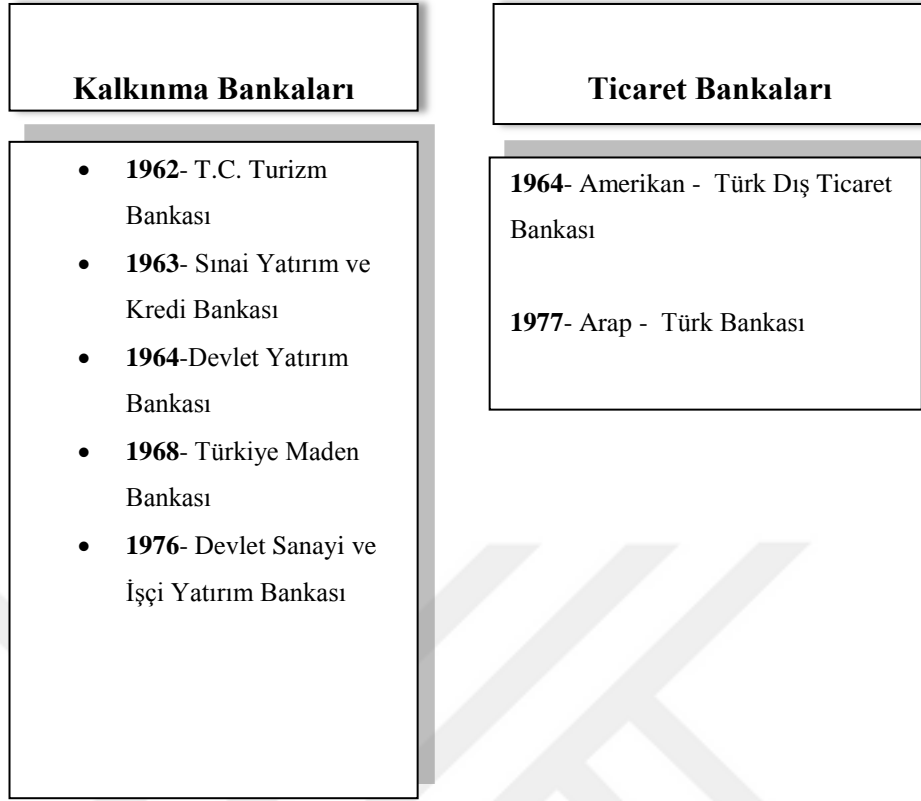 Kalkınma Bankaları
• 1962- T.C. Turizm
Bankası
• 1963- Sınai Yatırım ve
Kredi Bankası
• 1964-Devlet Yatırım
Bankası
• 1968- Türkiye Maden
Bankası
• 1976- Devlet Sanayi ve
İşçi Yatırım Bankası
Ticaret Bankaları
1964- Amerikan - Türk Dış Ticaret
Bankası
1977- Arap - Türk Bankası